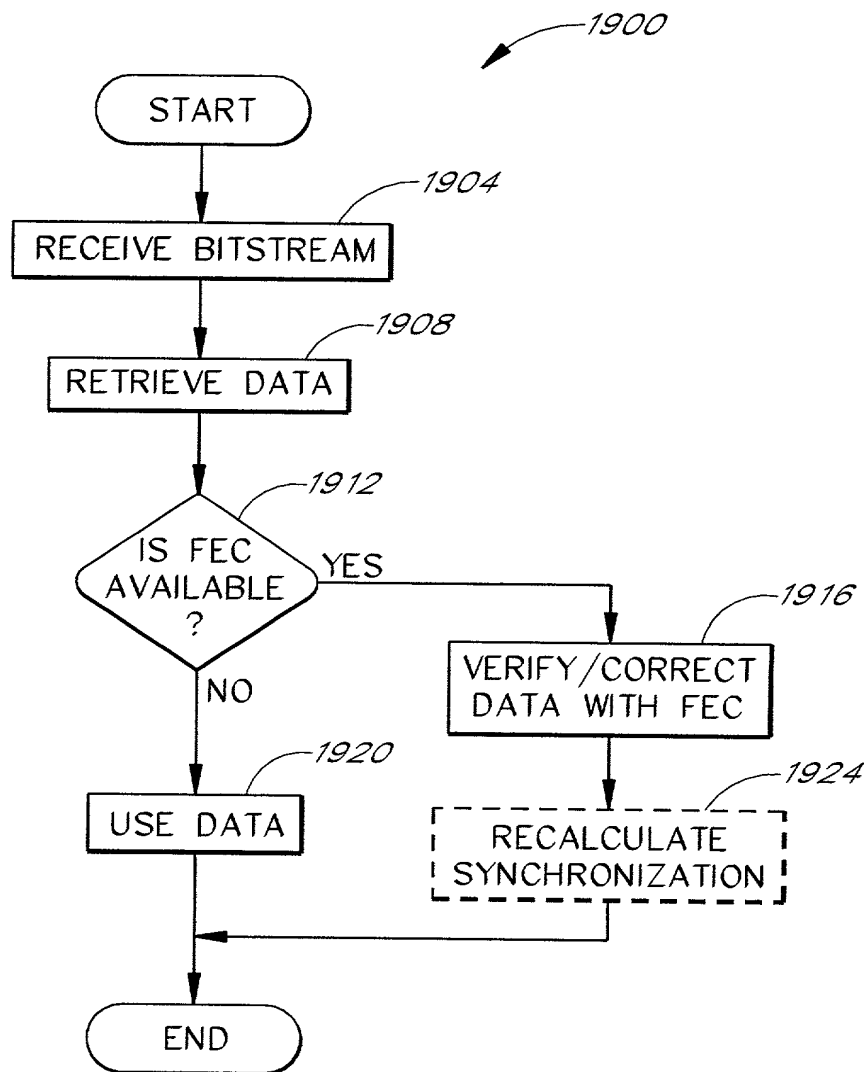 1900
START
1904
RECEIVE BITSTREAM
1908
RETRIEVE DATA
1912
IS FEC
AVAILABLE
?
YES
NO
1916
VERIFY/CORRECT
DATA WITH FEC
1920
USE DATA
1924
RECALCULATE
SYNCHRONIZATION
END